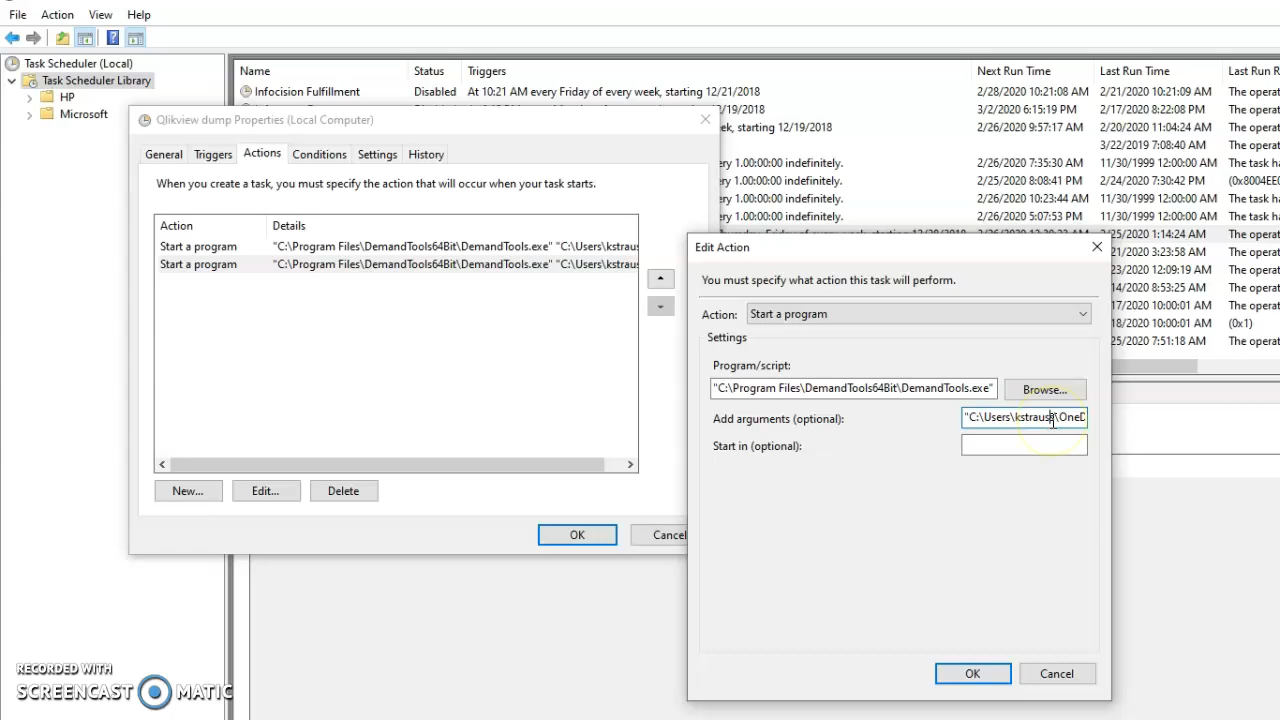 File Action View Help
Task Scheduler (Local)
Task Scheduler Library
HP
Microsoft
Name Status Triggers Next Run Time Last Run Time Last Run R
Infocision Fulfillment Disabled At 10:21 AM every Friday of every week, starting 12/21/2018 2/28/2020 10:21:08 AM 2/21/2020 10:21:09 AM The operat
2/19/2018 3/2/2020 6:15:19 PM 2/17/2020 8:22:08 PM The operat
week, starting 12/19/2018 2/26/2020 9:57:17 AM 2/20/2020 11:04:24 AM The operat
3/22/2019 7:08:40 AM The operat
ery 1.00:00:00 indefinitely. 2/26/2020 7:35:30 AM 11/30/1999 12:00:00 AM The task ha
ery 1.00:00:00 indefinitely. 2/25/2020 8:08:41 PM 2/24/2020 7:30:42 PM (0x8004EE0
ery 1.00:00:00 indefinitely. 2/26/2020 10:23:44 AM 11/30/1999 12:00:00 AM The task ha
ery 1.00:00:00 indefinitely. 2/26/2020 5:07:53 PM 11/30/1999 12:00:00 AM The task ha
25/2020 1:14:24 AM The operat
21/2020 3:23:58 AM The operat
23/2020 12:09:19 AM The operat
14/2020 8:53:25 AM The operat
17/2020 10:00:01 AM The operat
18/2020 10:00:01 AM (0x1)
25/2020 7:51:18 AM The operat
Qlikview dump Properties (Local Computer)
General Triggers Actions Conditions Settings History
When you create a task, you must specify the action that will occur when your task starts.
Action Details
Start a program "C:\Program Files\DemandTools64Bit\DemandTools.exe" "C:\Users\kstraus
Start a program "C:\Program Files\DemandTools64Bit\DemandTools.exe" "C:\Users\kstraus
New... Edit... Delete
OK Cancel
Edit Action
You must specify what action this task will perform.
Action: Start a program
Settings
Program/script:
"C:\Program Files\DemandTools64Bit\DemandTools.exe" Browse...
Add arguments (optional): "C:\Users\kstrausa\OneD
Start in (optional):
OK Cancel
RECORDED WITH
SCREENCAST MATIC